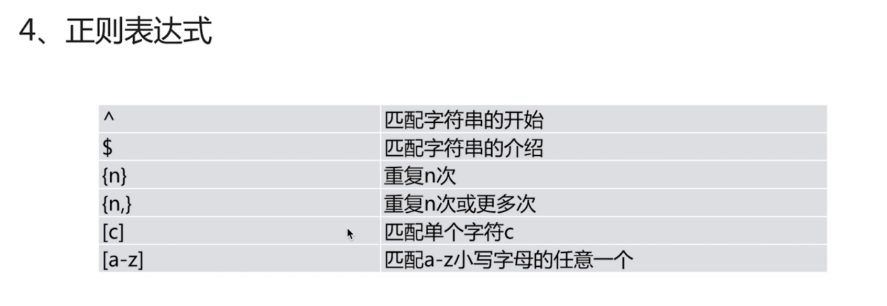 4、正则表达式
^ 匹配字符串的开始
$ 匹配字符串的介绍
{n} 重复n次
{n,} 重复n次或更多次
[c] 匹配单个字符c
[a-z] 匹配a-z小写字母的任意一个